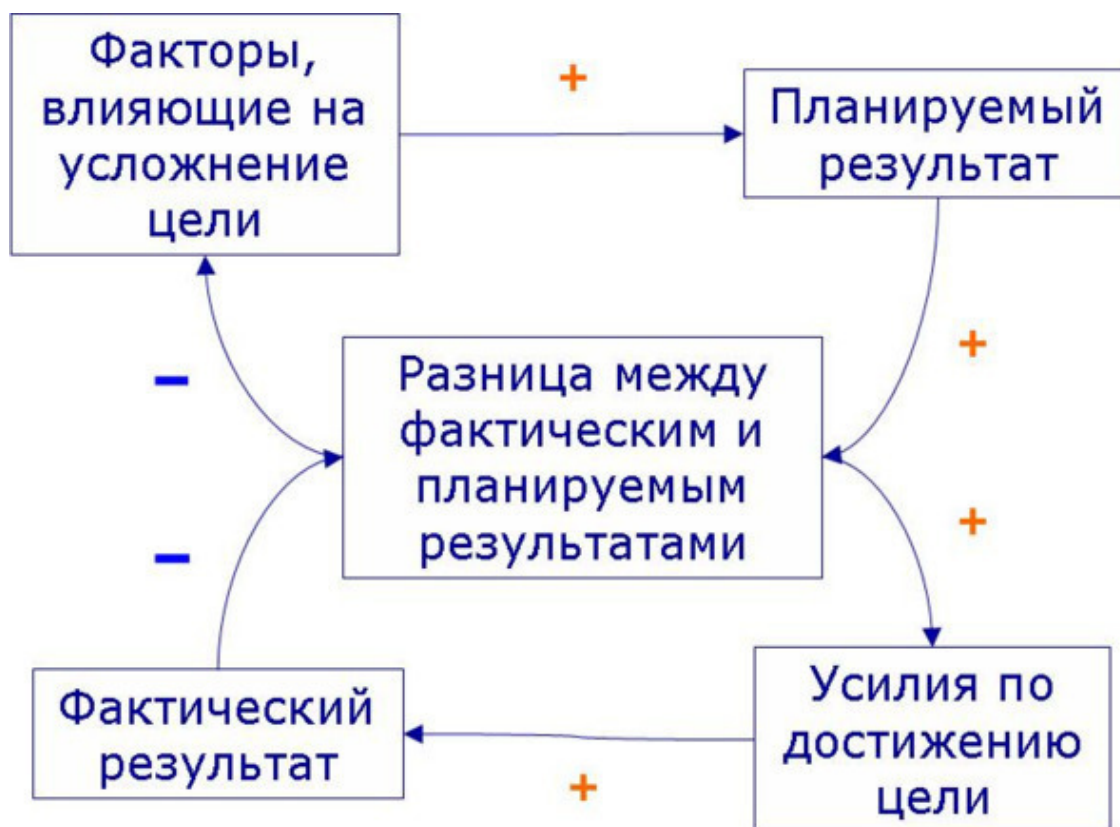 Факторы,
влияющие на
усложнение
цели
+
Планируемый
результат
+
–
Разница между
фактическим и
планируемым
результатами
+
–
Фактический
результат
+
Усилия по
достижению
цели